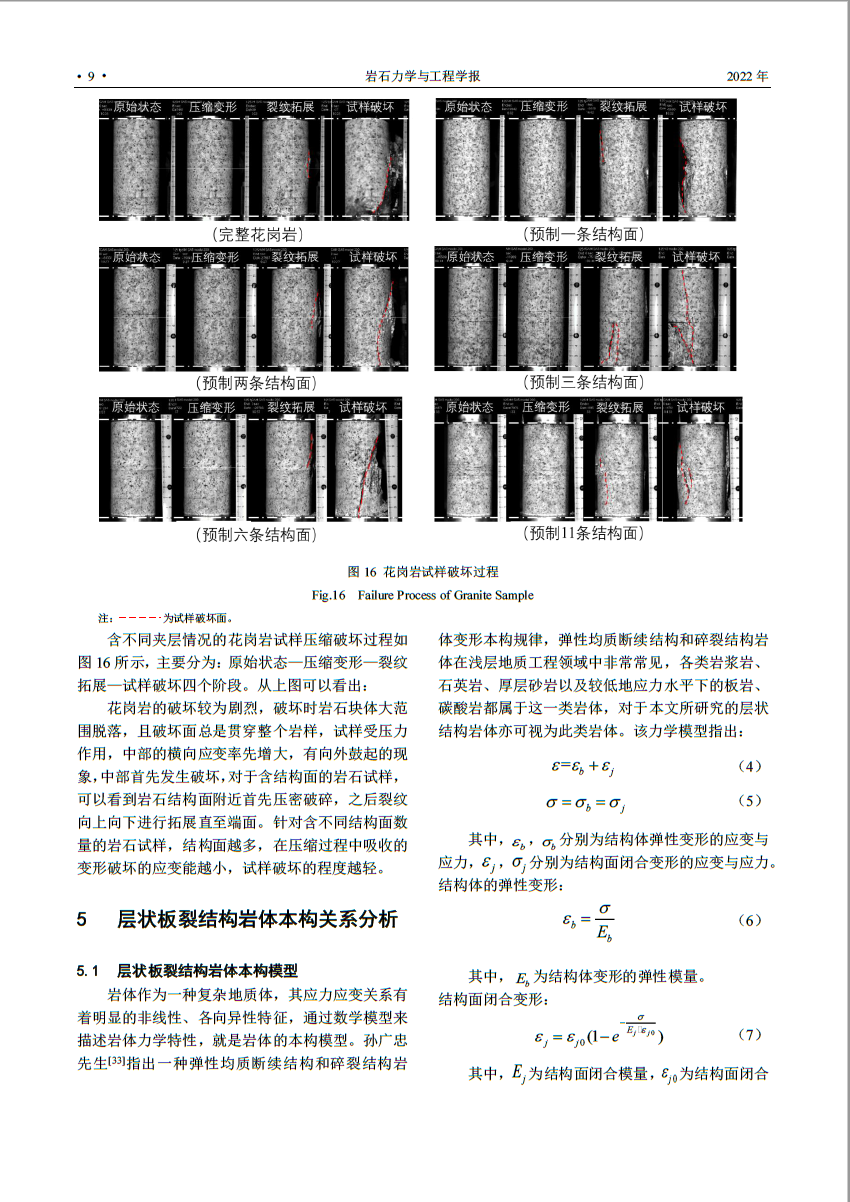 ·9·
岩石力学与工程学报
2022 年
原始状态 压缩变形 裂纹拓展 试样破坏
原始状态 压缩变形 裂纹拓展 试样破坏
(完整花岗岩)
(预制一条结构面)
原始状态 压缩变形 裂纹拓展 试样破坏
原始状态 压缩变形 裂纹拓展 试样破坏
(预制两条结构面)
(预制三条结构面)
原始状态 压缩变形 裂纹拓展 试样破坏
原始状态 压缩变形 裂纹拓展 试样破坏
(预制六条结构面)
(预制11条结构面)
图 16 花岗岩试样破坏过程
Fig.16 Failure Process of Granite Sample
注：－－－－·为试样破坏面。
含不同夹层情况的花岗岩试样压缩破坏过程如
图 16 所示，主要分为：原始状态—压缩变形—裂纹
拓展—试样破坏四个阶段。从上图可以看出：
花岗岩的破坏较为剧烈，破坏时岩石块体大范
围脱落，且破坏面总是贯穿整个岩样，试样受压力
作用，中部的横向应变率先增大，有向外鼓起的现
象，中部首先发生破坏，对于含结构面的岩石试样，
可以看到岩石结构面附近首先压密破碎，之后裂纹
向上向下进行拓展直至端面。针对含不同结构面数
量的岩石试样，结构面越多，在压缩过程中吸收的
变形破坏的应变能越小，试样破坏的程度越轻。
5 层状板裂结构岩体本构关系分析
5.1 层状板裂结构岩体本构模型
岩体作为一种复杂地质体，其应力应变关系有
着明显的非线性、各向异性特征，通过数学模型来
描述岩体力学特性，就是岩体的本构模型。孙广忠
先生[33]指出一种弹性均质断续结构和碎裂结构岩
体变形本构规律，弹性均质断续结构和碎裂结构岩
体在浅层地质工程领域中非常常见，各类岩浆岩、
石英岩、厚层砂岩以及较低地应力水平下的板岩、
碳酸岩都属于这一类岩体，对于本文所研究的层状
结构岩体亦可视为此类岩体。该力学模型指出：
ε=ε_b + ε_j （4）
σ = σ_b = σ_j （5）
其中，ε_b，σ_b 分别为结构体弹性变形的应变与
应力，ε_j，σ_j 分别为结构面闭合变形的应变与应力。
结构体的弹性变形：
ε_b = σ/E_b （6）
其中，E_b 为结构体变形的弹性模量。
结构面闭合变形：
ε_j = ε_{j0}(1 − e^{−σ/(E_j□ε_{j0})}) （7）
其中，E_j 为结构面闭合模量，ε_{j0} 为结构面闭合